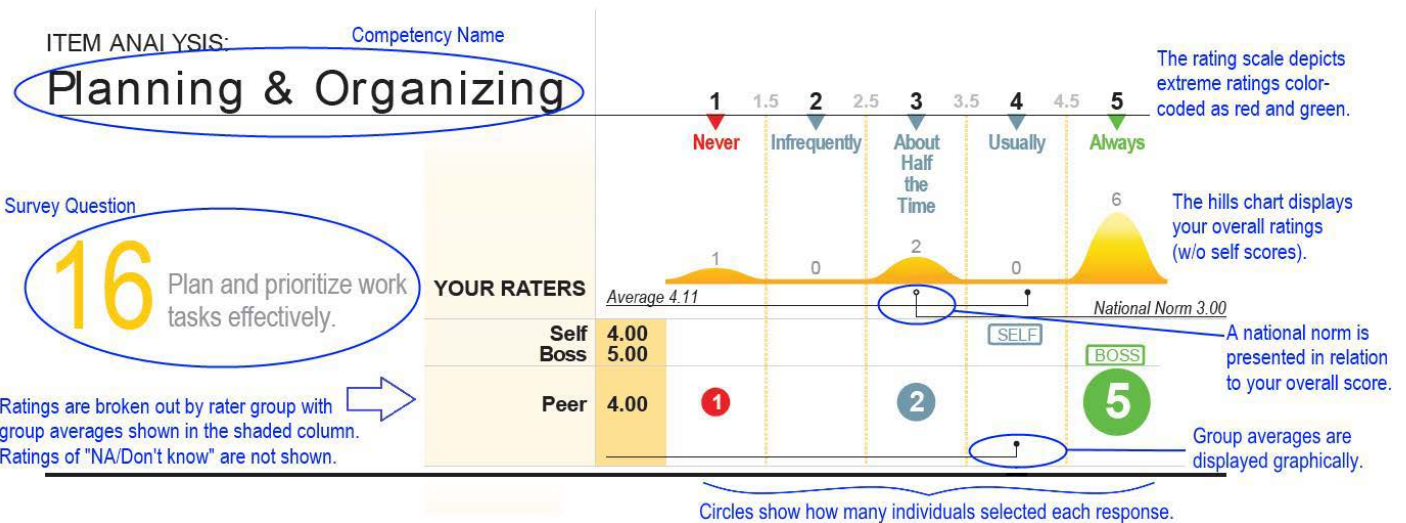 ITEM ANALYSIS:
Competency Name
Planning & Organizing
The rating scale depicts
extreme ratings color-
coded as red and green.
1 1.5 2 2.5 3 3.5 4 4.5 5
Never Infrequently About Usually Always
Half
the
Time
Survey Question
16
Plan and prioritize work
tasks effectively.
The hills chart displays
your overall ratings
(w/o self scores).
1 0 2 0 6
YOUR RATERS
Average 4.11
National Norm 3.00
Self 4.00 SELF
Boss 5.00 BOSS
A national norm is
presented in relation
to your overall score.
Ratings are broken out by rater group with
group averages shown in the shaded column.
Ratings of "NA/Don't know" are not shown.
Peer 4.00 1 2 5
Group averages are
displayed graphically.
Circles show how many individuals selected each response.